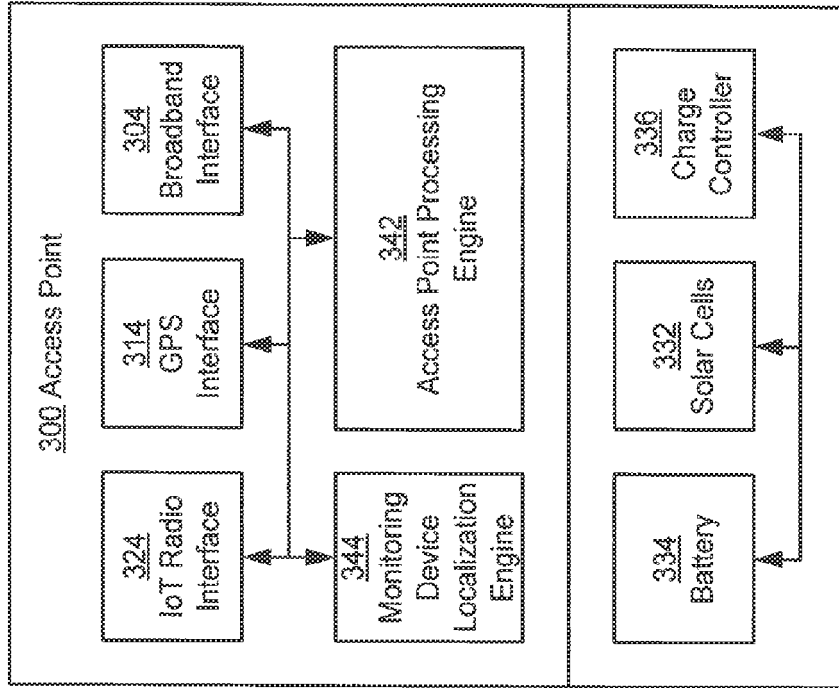 300 Access Point
324
IoT Radio
Interface
314
GPS
Interface
304
Broadband
Interface
344
Monitoring
Device
Localization
Engine
342
Access Point Processing
Engine
334
Battery
332
Solar Cells
336
Charge
Controller